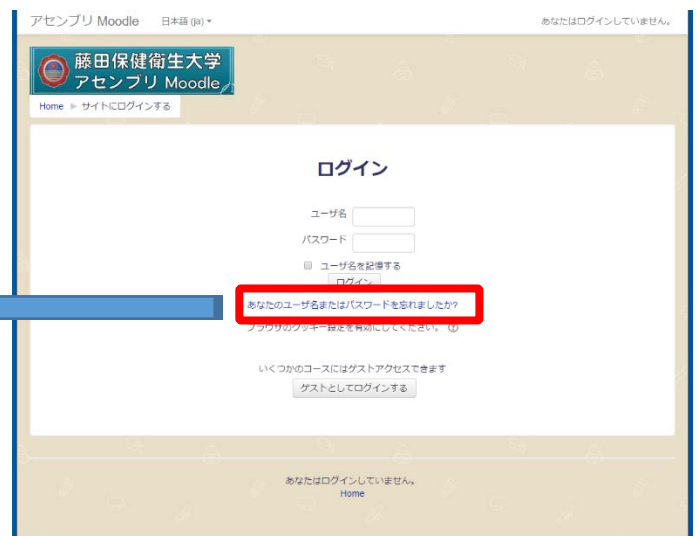 アセンブリ Moodle 日本語 (ja) あなたはログインしていません。
藤田保健衛生大学
アセンブリ Moodle
Home ► サイトにログインする
ログイン
ユーザ名
パスワード
ユーザ名を記憶する
ログイン
あなたのユーザ名またはパスワードを忘れましたか?
ブラウザのクッキー設定を有効にしてください。
いくつかのコースにはゲストアクセスできます
ゲストとしてログインする
あなたはログインしていません。
Home